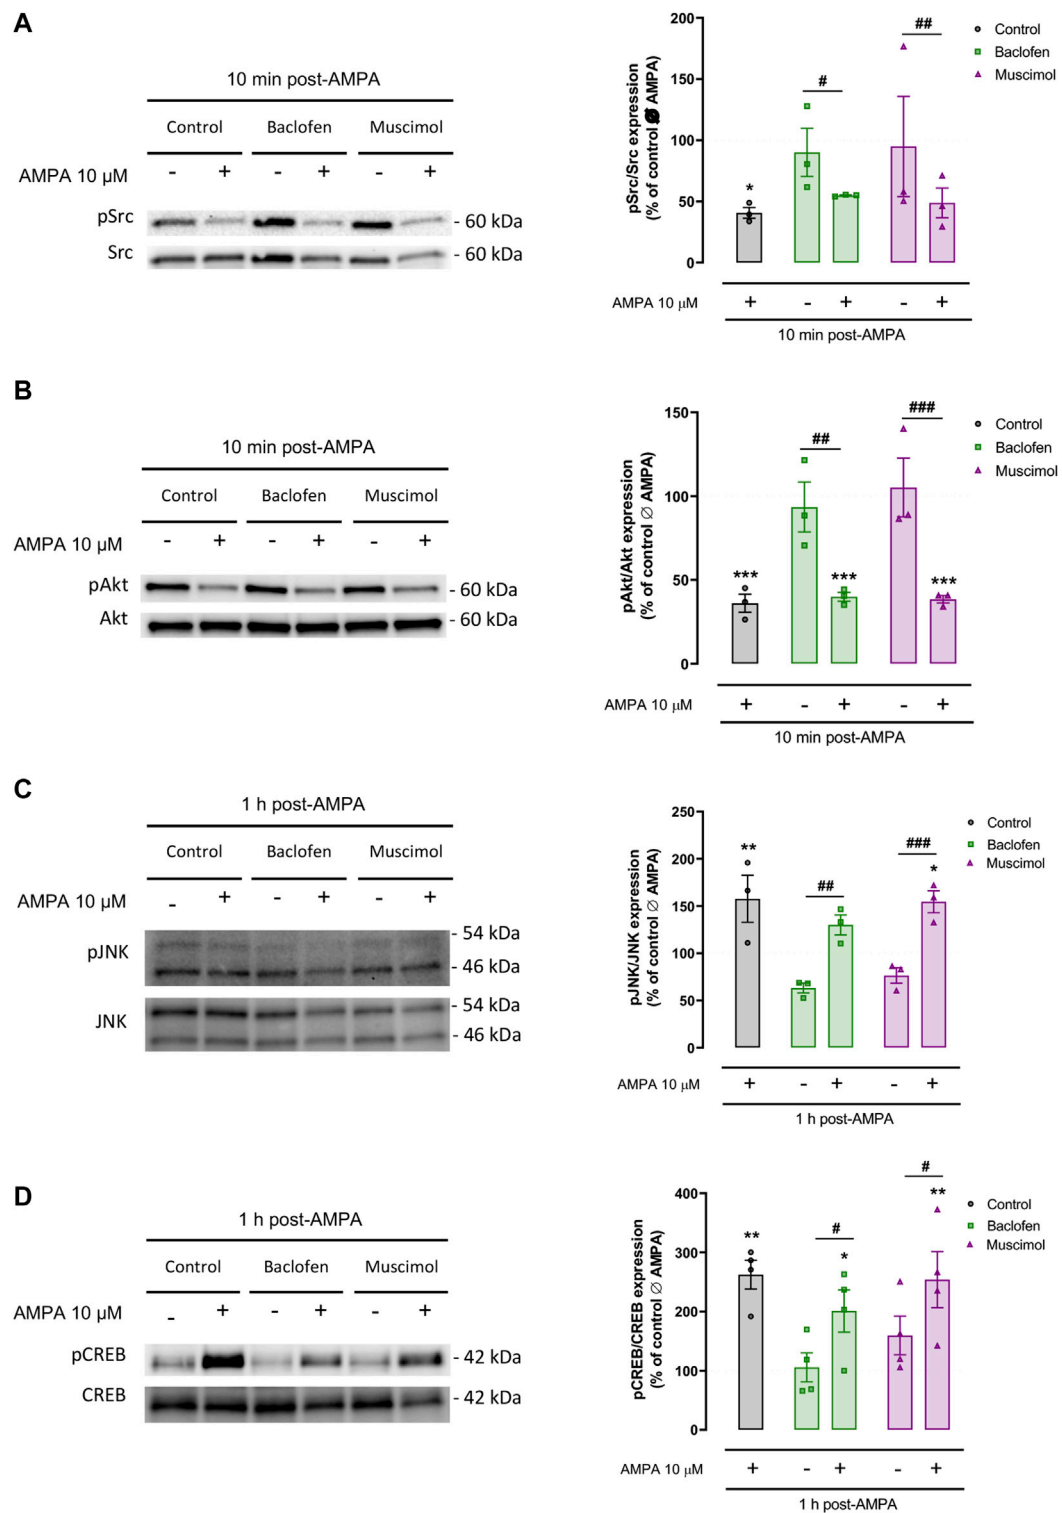 A
10 min post-AMPA
Control Baclofen Muscimol
AMPA 10 µM - + - + - +
pSrc - 60 kDa
Src - 60 kDa
pSrc/Src expression
(% of control Ø AMPA)
200
150
100
50
0
* # ##
Control
Baclofen
Muscimol
AMPA 10 µM + - + - +
10 min post-AMPA
B
10 min post-AMPA
Control Baclofen Muscimol
AMPA 10 µM - + - + - +
pAkt - 60 kDa
Akt - 60 kDa
pAkt/Akt expression
(% of control ∅ AMPA)
150
100
50
0
*** ## *** ### ***
Control
Baclofen
Muscimol
AMPA 10 µM + - + - +
10 min post-AMPA
C
1 h post-AMPA
Control Baclofen Muscimol
AMPA 10 µM - + - + - +
pJNK - 54 kDa
- 46 kDa
JNK - 54 kDa
- 46 kDa
pJNK/JNK expression
(% of control ∅ AMPA)
250
200
150
100
50
0
** ## ### *
Control
Baclofen
Muscimol
AMPA 10 µM + - + - +
1 h post-AMPA
D
1 h post-AMPA
Control Baclofen Muscimol
AMPA 10 µM - + - + - +
pCREB - 42 kDa
CREB - 42 kDa
pCREB/CREB expression
(% of control ∅ AMPA)
400
300
200
100
0
** # * # **
Control
Baclofen
Muscimol
AMPA 10 µM + - + - +
1 h post-AMPA